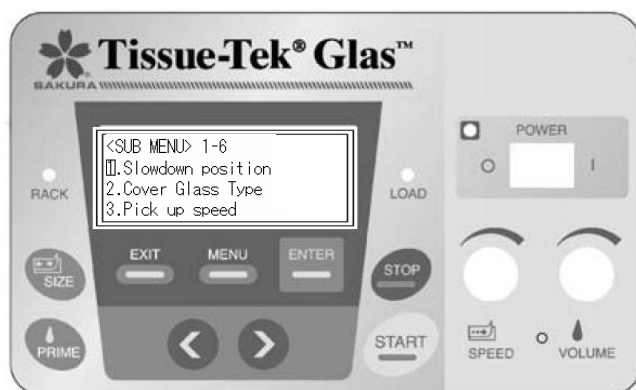 Tissue-Tek® Glas™
SAKURA
<SUB MENU> 1-6
1.Slowdown position
2.Cover Glass Type
3.Pick up speed
RACK
LOAD
POWER
O I
EXIT MENU ENTER
SIZE
STOP
PRIME
START
SPEED
VOLUME